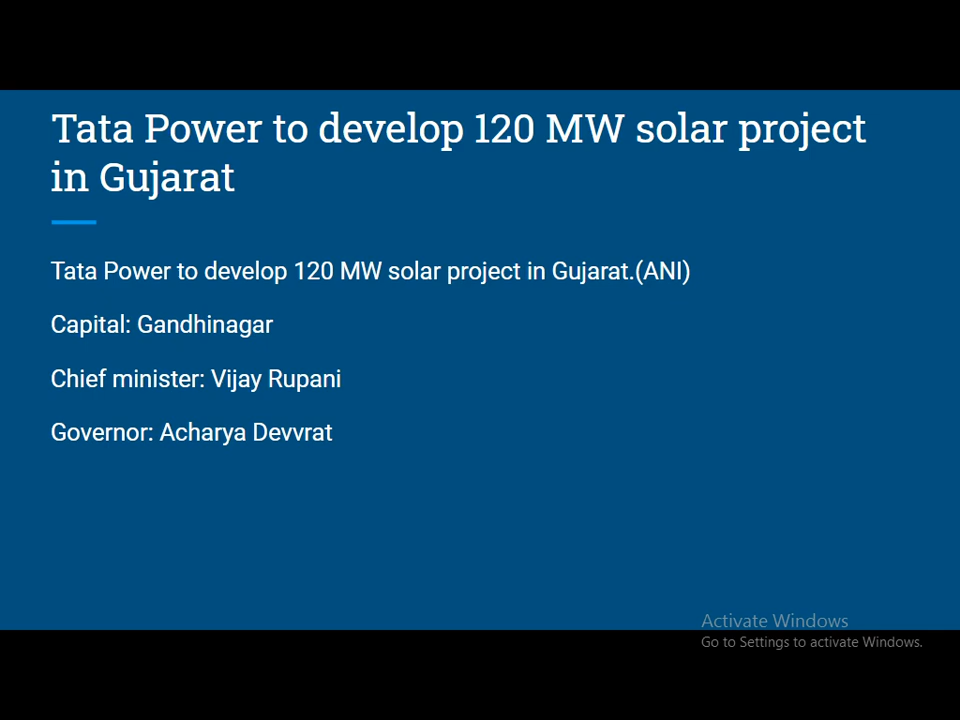 Tata Power to develop 120 MW solar project
in Gujarat
Tata Power to develop 120 MW solar project in Gujarat.(ANI)
Capital: Gandhinagar
Chief minister: Vijay Rupani
Governor: Acharya Devvrat
Activate Windows
Go to Settings to activate Windows.